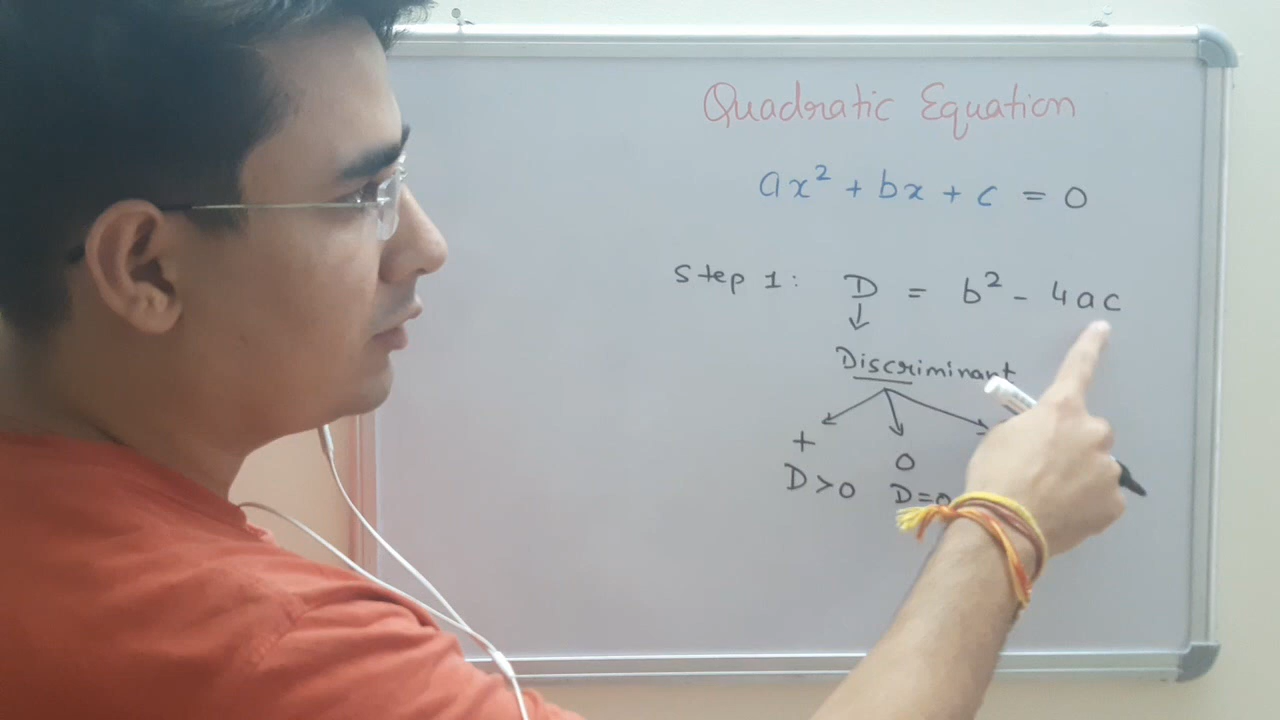 Quadratic Equation
ax² + bx + c = 0
Step 1: D = b² - 4ac
↓
Discriminant
+ 0 -
D>0 D=0